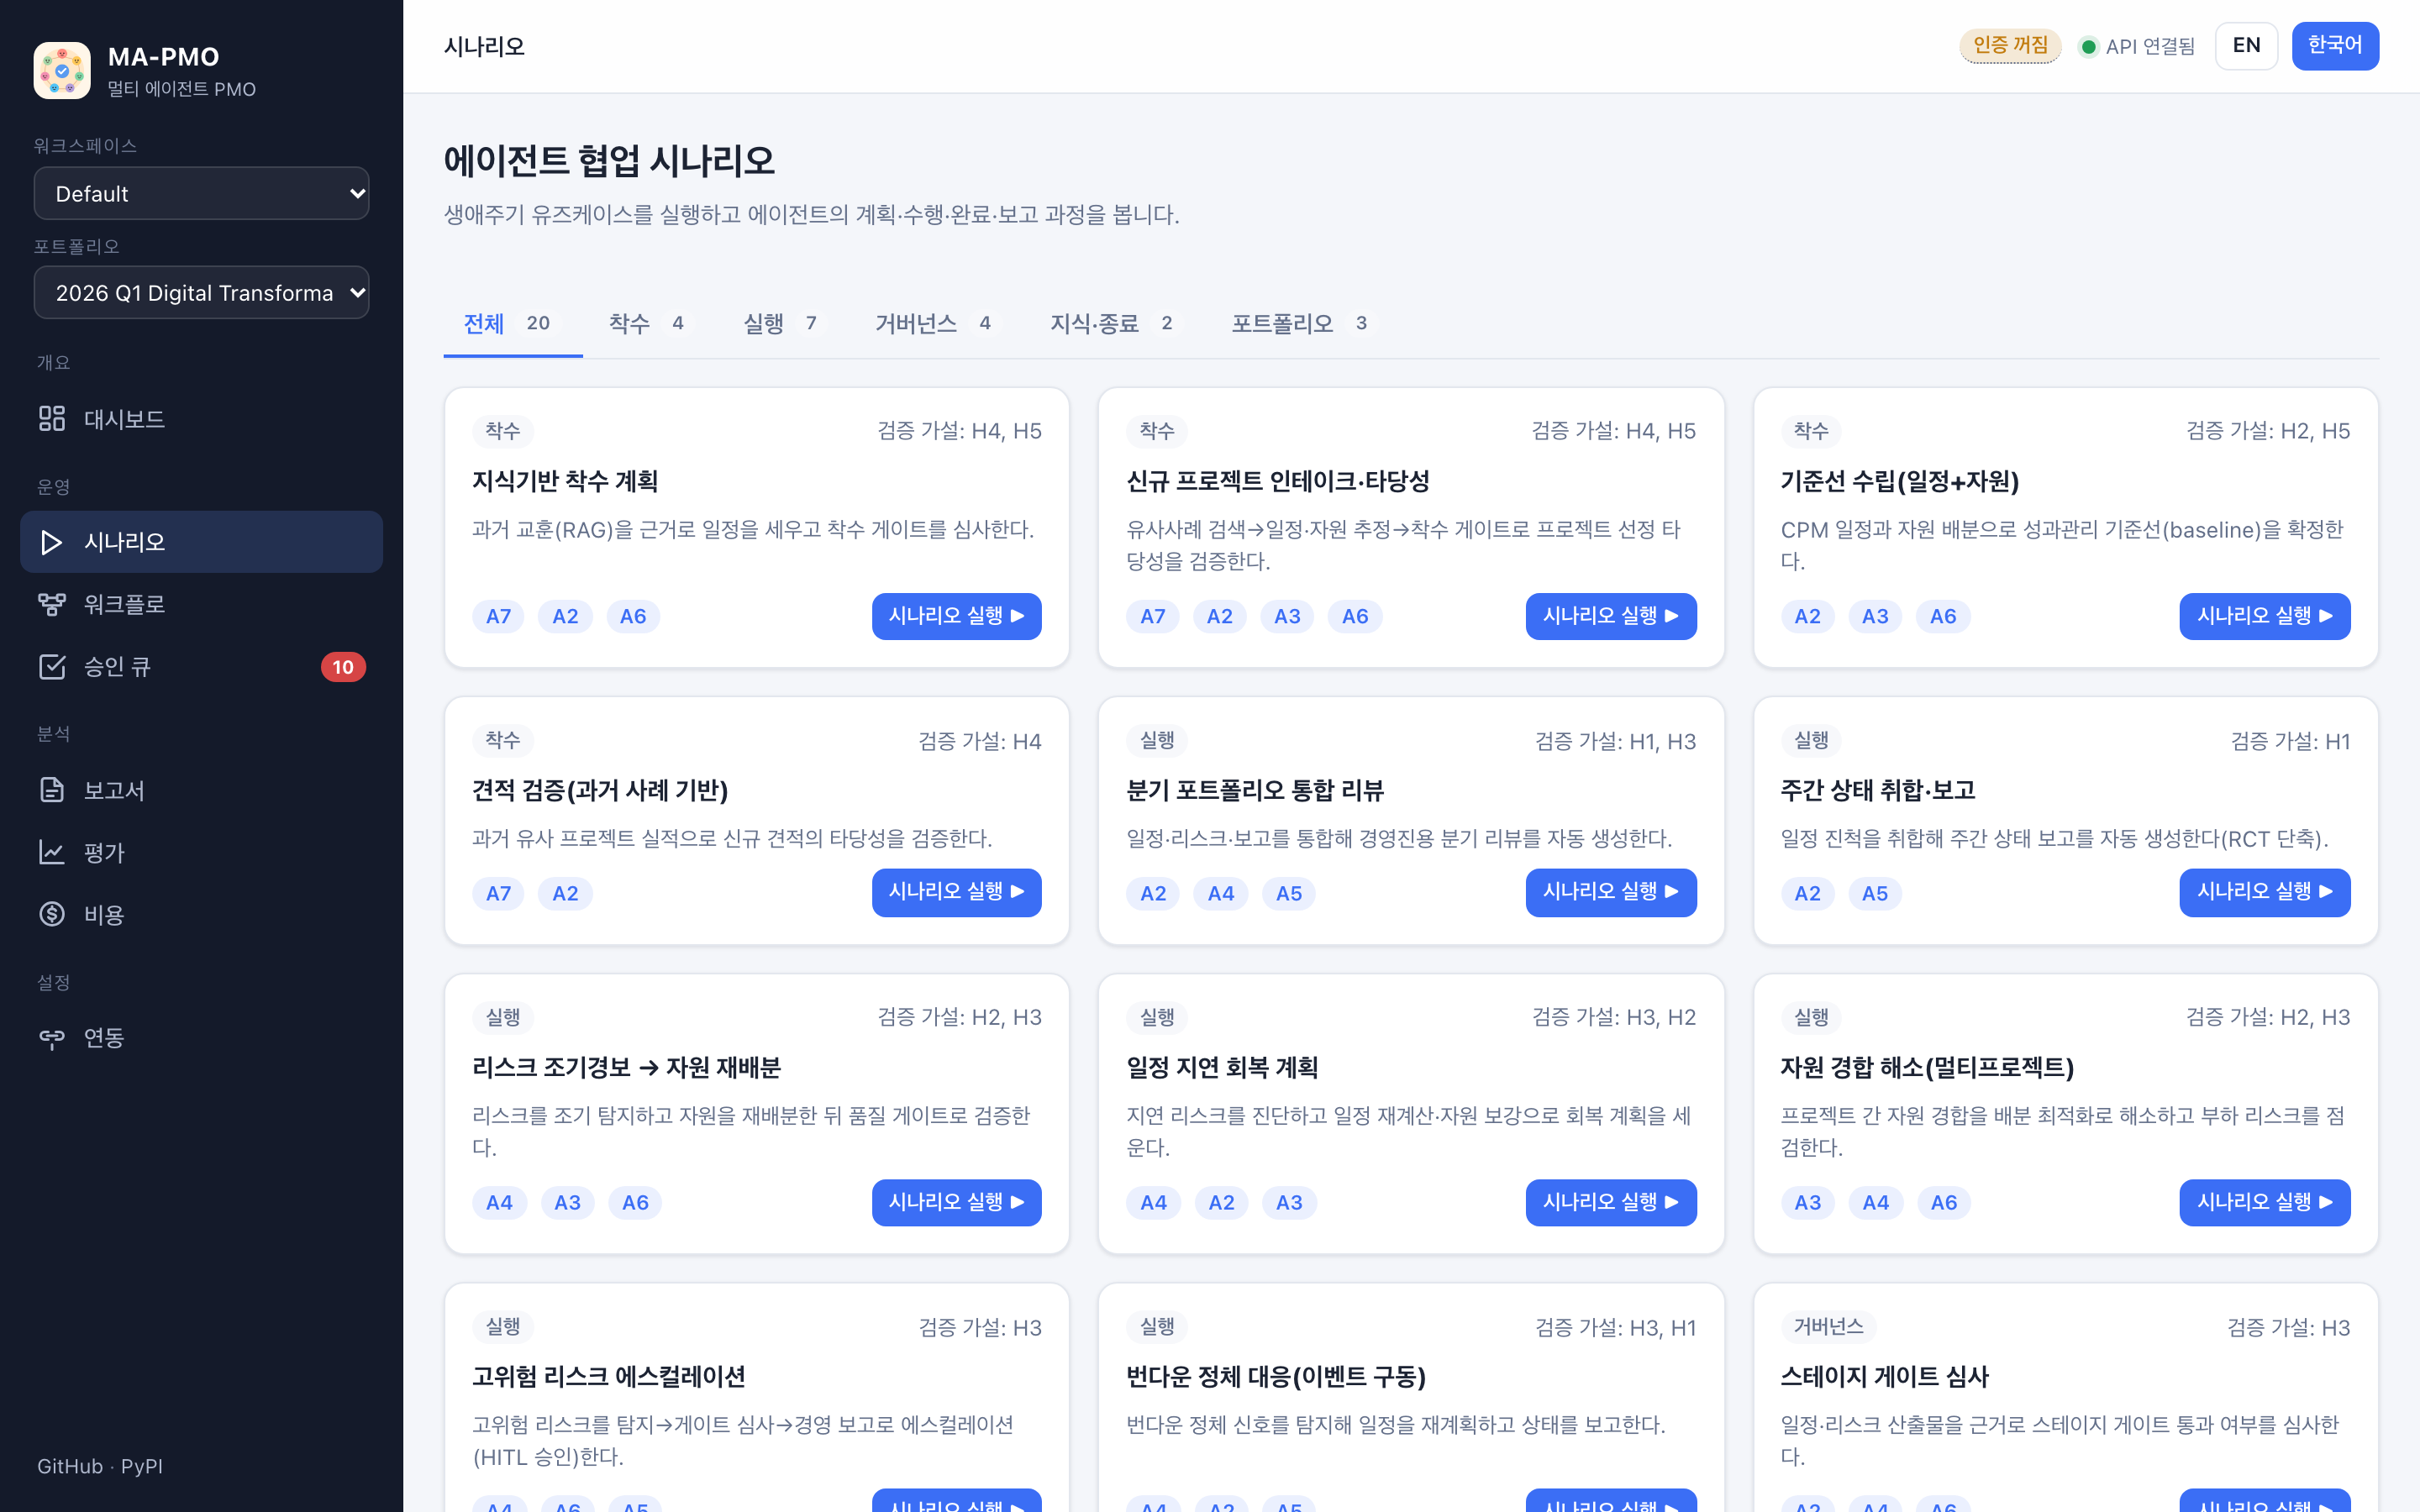 MA-PMO
멀티 에이전트 PMO
워크스페이스
Default
포트폴리오
2026 Q1 Digital Transforma
개요
대시보드
운영
시나리오
워크플로
승인 큐
10
분석
보고서
평가
비용
설정
연동
GitHub · PyPI
시나리오
인증 꺼짐
API 연결됨
EN
한국어
에이전트 협업 시나리오
생애주기 유즈케이스를 실행하고 에이전트의 계획·수행·완료·보고 과정을 봅니다.
전체 20
착수 4
실행 7
거버넌스 4
지식·종료 2
포트폴리오 3
착수
검증 가설: H4, H5
지식기반 착수 계획
과거 교훈(RAG)을 근거로 일정을 세우고 착수 게이트를 심사한다.
A7 A2 A6
시나리오 실행 ▶
착수
검증 가설: H4, H5
신규 프로젝트 인테이크·타당성
유사사례 검색→일정·자원 추정→착수 게이트로 프로젝트 선정 타
당성을 검증한다.
A7 A2 A3 A6
시나리오 실행 ▶
착수
검증 가설: H2, H5
기준선 수립(일정+자원)
CPM 일정과 자원 배분으로 성과관리 기준선(baseline)을 확정한
다.
A2 A3 A6
시나리오 실행 ▶
착수
검증 가설: H4
견적 검증(과거 사례 기반)
과거 유사 프로젝트 실적으로 신규 견적의 타당성을 검증한다.
A7 A2
시나리오 실행 ▶
실행
검증 가설: H1, H3
분기 포트폴리오 통합 리뷰
일정·리스크·보고를 통합해 경영진용 분기 리뷰를 자동 생성한다.
A2 A4 A5
시나리오 실행 ▶
실행
검증 가설: H1
주간 상태 취합·보고
일정 진척을 취합해 주간 상태 보고를 자동 생성한다(RCT 단축).
A2 A5
시나리오 실행 ▶
실행
검증 가설: H2, H3
리스크 조기경보 → 자원 재배분
리스크를 조기 탐지하고 자원을 재배분한 뒤 품질 게이트로 검증한
다.
A4 A3 A6
시나리오 실행 ▶
실행
검증 가설: H3, H2
일정 지연 회복 계획
지연 리스크를 진단하고 일정 재계산·자원 보강으로 회복 계획을 세
운다.
A4 A2 A3
시나리오 실행 ▶
실행
검증 가설: H2, H3
자원 경합 해소(멀티프로젝트)
프로젝트 간 자원 경합을 배분 최적화로 해소하고 부하 리스크를 점
검한다.
A3 A4 A6
시나리오 실행 ▶
실행
검증 가설: H3
고위험 리스크 에스컬레이션
고위험 리스크를 탐지→게이트 심사→경영 보고로 에스컬레이션
(HITL 승인)한다.
A4 A6 A5
시나리오 실행 ▶
실행
검증 가설: H3, H1
번다운 정체 대응(이벤트 구동)
번다운 정체 신호를 탐지해 일정을 재계획하고 상태를 보고한다.
A4 A2 A5
시나리오 실행 ▶
거버넌스
검증 가설: H3
스테이지 게이트 심사
일정·리스크 산출물을 근거로 스테이지 게이트 통과 여부를 심사한
다.
A2 A4 A6
시나리오 실행 ▶